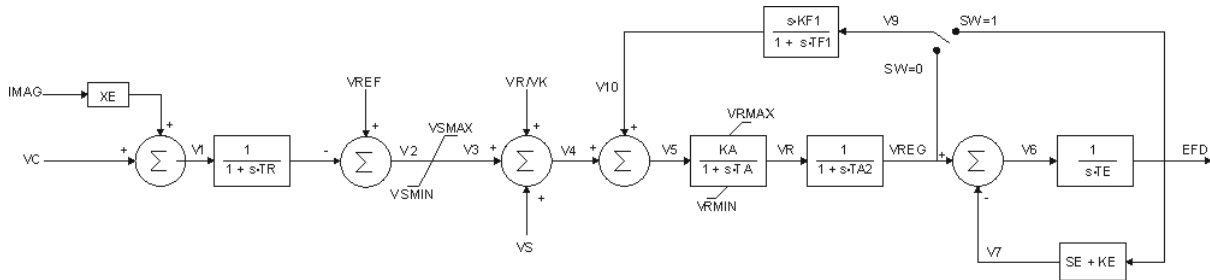 s·KF1
1 + s·TF1
V9
SW=1
SW=0
IMAG
XE
VREF
VR/VK
V10
VRMAX
VC
+
+
V1
Σ
1
1 + s·TR
-
+
Σ
V2
VSMAX
VSMIN
V3
+
+
+
Σ
V4
VS
+
+
Σ
V5
KA
1 + s·TA
VRMIN
VR
1
1 + s·TA2
VREG
+
-
Σ
V6
1
s·TE
EFD
V7
SE + KE